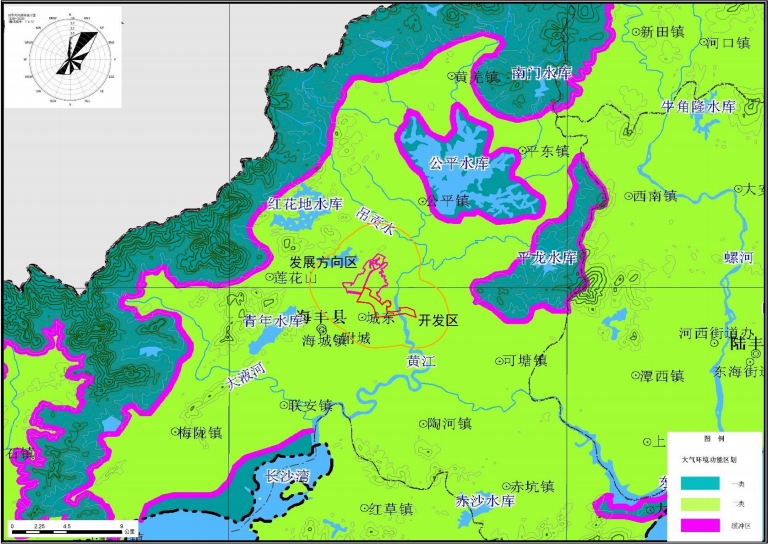 新田镇
河口镇
黄羌镇
南门水库
牛角隆水库
平东镇
公平水库
西南镇
公平镇
红花地水库
吊贡水
平龙水库
螺河
发展方向区
莲花山
海丰县
城东
开发区
青年水库
海城镇
附城
河西街道办
陆丰
黄江
可塘镇
东海街道
潭西镇
大液河
联安镇
梅陇镇
陶河镇
石镇
长沙湾
赤坑镇
赤沙水库
红草镇
图 例
大气环境功能区划
一类
二类
缓冲区
0 2.25 4.5 9
公里